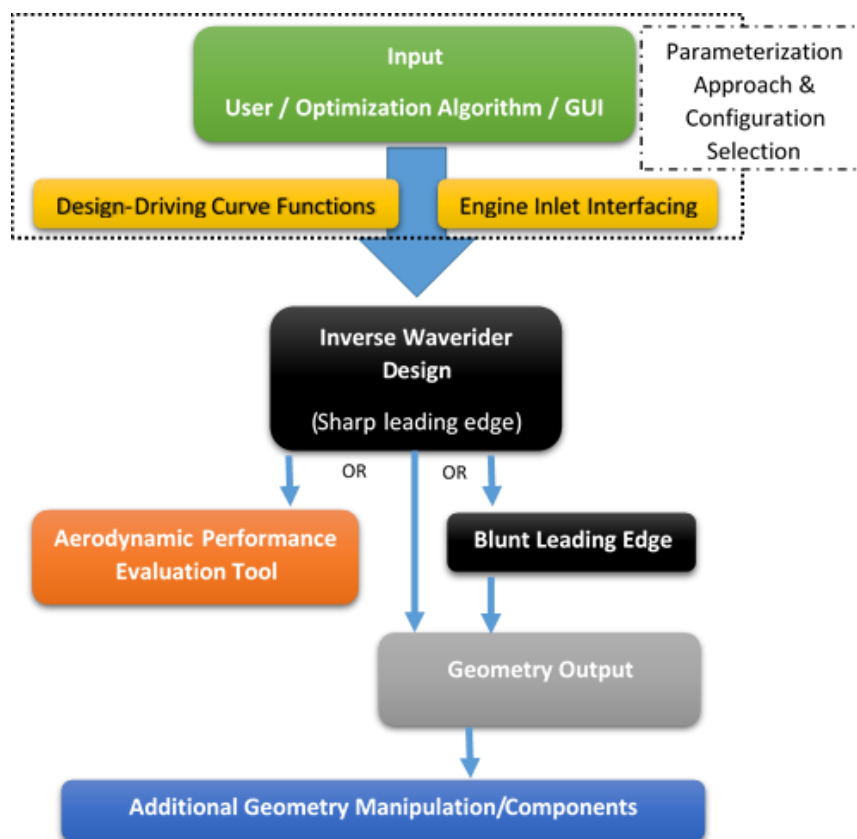 Input
User / Optimization Algorithm / GUI
Parameterization
Approach &
Configuration
Selection
Design-Driving Curve Functions
Engine Inlet Interfacing
Inverse Waverider
Design
(Sharp leading edge)
OR
OR
Aerodynamic Performance
Evaluation Tool
Blunt Leading Edge
Geometry Output
Additional Geometry Manipulation/Components